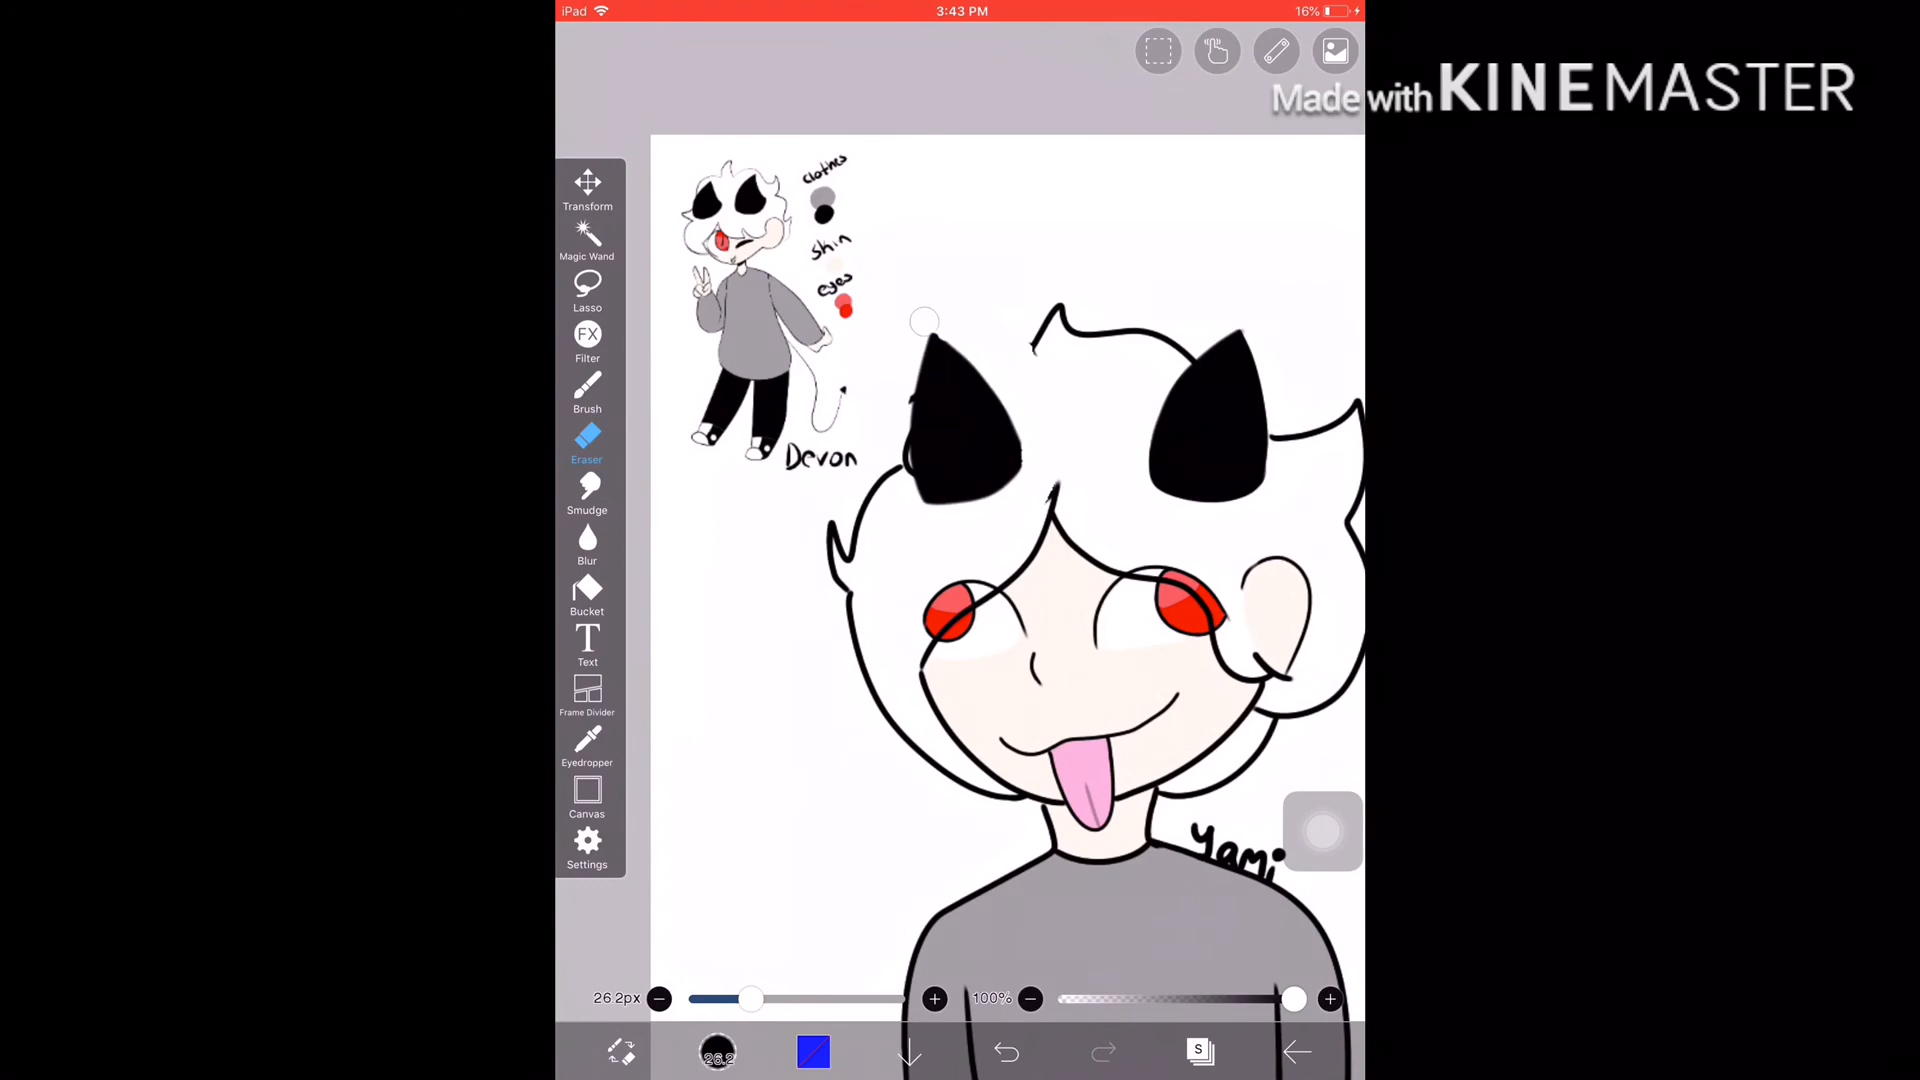 iPad
3:43 PM
16%
Made with KINEMASTER
clothes
skin
eyes
Devon
Yami
Transform
Magic Wand
Lasso
FX
Filter
Brush
Eraser
Smudge
Blur
Bucket
T
Text
Frame Divider
Eyedropper
Canvas
Settings
26.2px
100%
26.2
S